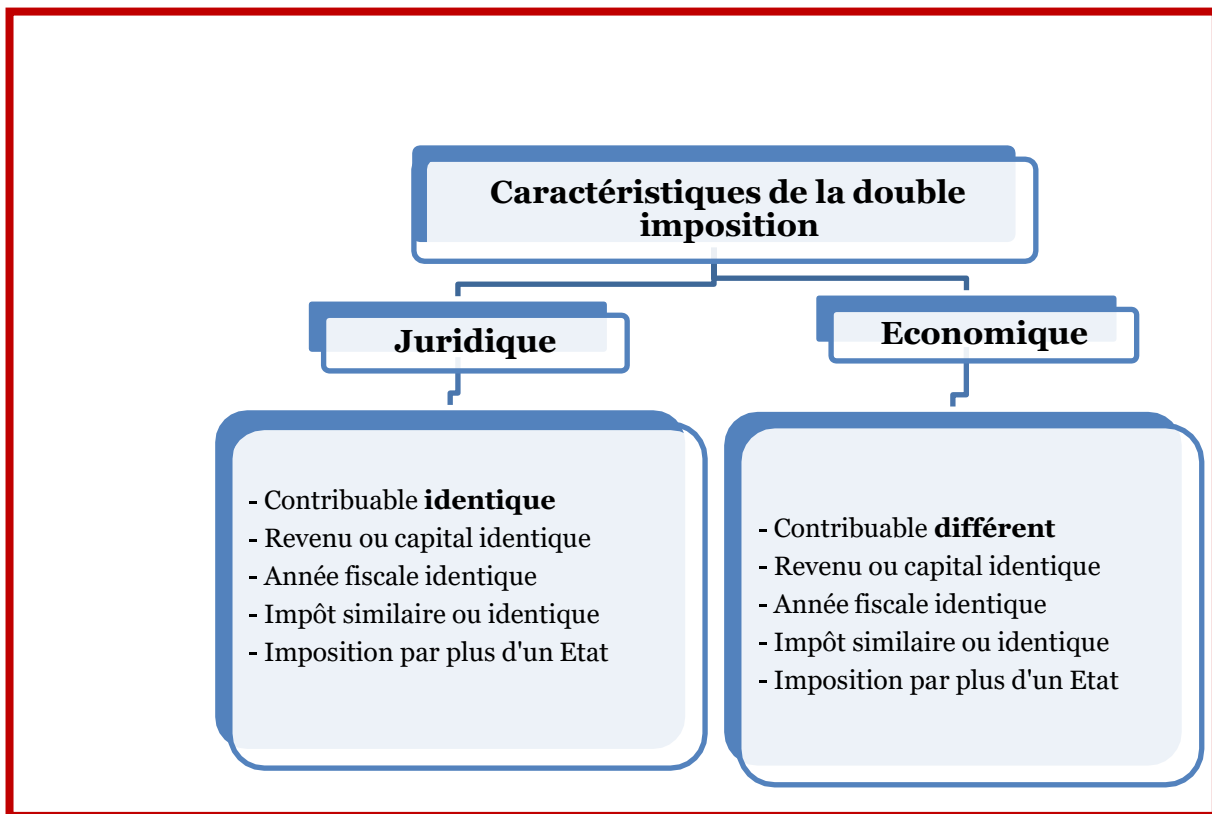 Caractéristiques de la double
imposition
Juridique
Economique
- Contribuable identique
- Revenu ou capital identique
- Année fiscale identique
- Impôt similaire ou identique
- Imposition par plus d'un Etat
- Contribuable différent
- Revenu ou capital identique
- Année fiscale identique
- Impôt similaire ou identique
- Imposition par plus d'un Etat